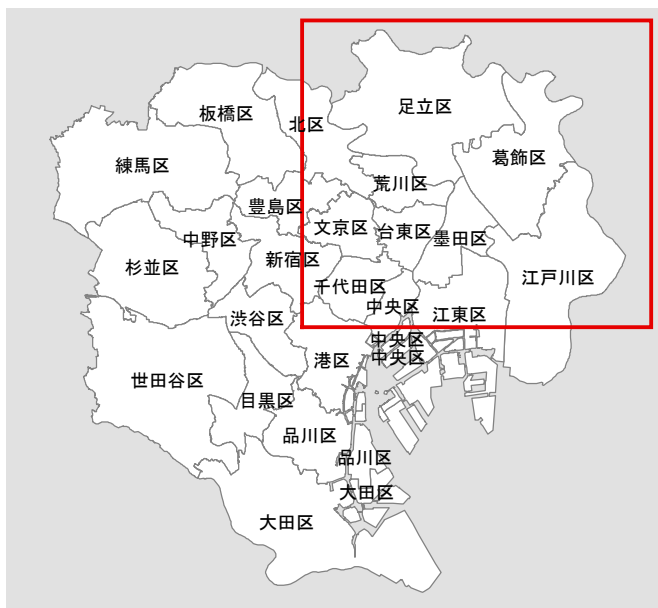 足立区
板橋区
北区
葛飾区
練馬区
荒川区
豊島区
文京区
台東区
墨田区
中野区
新宿区
杉並区
江戸川区
千代田区
中央区
江東区
渋谷区
中央区
中央区
港区
世田谷区
目黒区
品川区
品川区
大田区
大田区